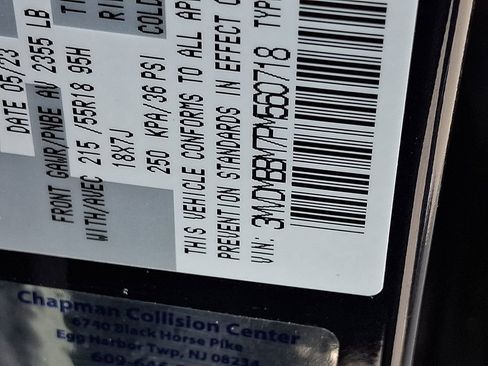 DATE 05/23
FRONT GAWR/PNBE AV 2355 LB
WITH/AVEC 215 /55R18 95H
18X7J
250 KPA/36 PSI
COLD
THIS VEHICLE CONFORMS TO ALL AP
PREVENTION STANDARDS IN EFFECT O
VIN: 3MVDMBBM7PM560718 TYP
Chapman Collision Center
6740 Black Horse Pike
Egg Harbor Twp, NJ 08234